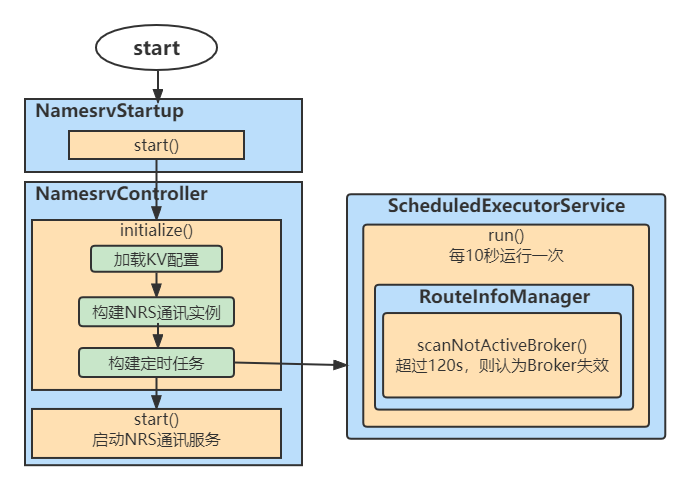 start
NamesrvStartup
start()
NamesrvController
initialize()
加载KV配置
构建NRS通讯实例
构建定时任务
start()
启动NRS通讯服务
ScheduledExecutorService
run()
每10秒运行一次
RouteInfoManager
scanNotActiveBroker()
超过120s，则认为Broker失效